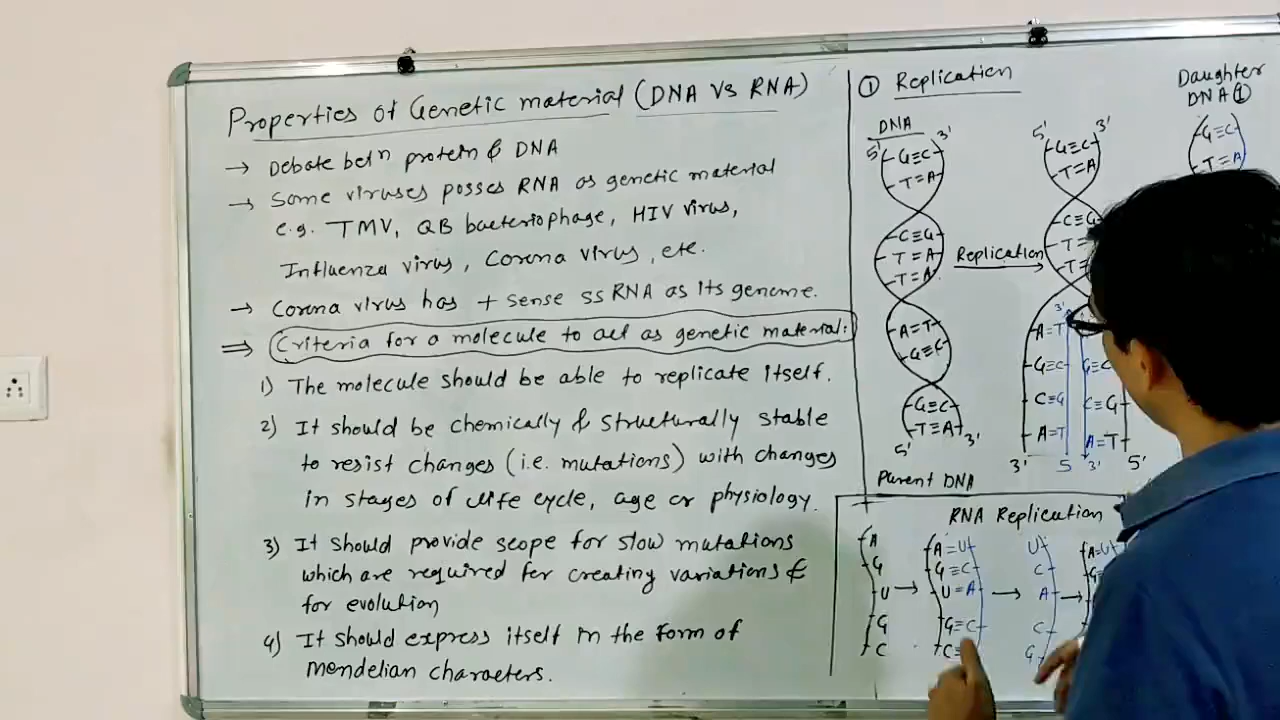 Properties of Genetic material (DNA Vs RNA)
→ Debate betn protein & DNA
→ Some viruses posses RNA as genetic material
e.g. TMV, QB bacteriophage, HIV virus,
Influenza virus, Corona virus, etc.
→ Corona virus has + sense ss RNA as its genome.
⇒ Criteria for a molecule to act as genetic material:
1) The molecule should be able to replicate itself.
2) It should be chemically & structurally stable
to resist changes (i.e. mutations) with changes
in stages of life cycle, age or physiology.
3) It should provide scope for slow mutations
which are required for creating variations &
for evolution
4) It should express itself in the form of
mendelian characters.
① Replication
DNA
5' 3'
G≡C
T=A
C≡G
T=A
T=A
A=T
G≡C
G≡C
T=A
5' 3'
Parent DNA
Replication
5' 3'
G≡C
T=A
C≡G
T=
T=
3'
A=T
G≡C G≡C
C≡G C≡G
A=T A=T
3' 5 3' 5'
Daughter
DNA ①
G≡C
T=A
RNA Replication
A
G
U
G
C
→
A=U
G≡C
U=A
G≡C
C≡
→
U
C
A
C
G
→
A=U
G≡